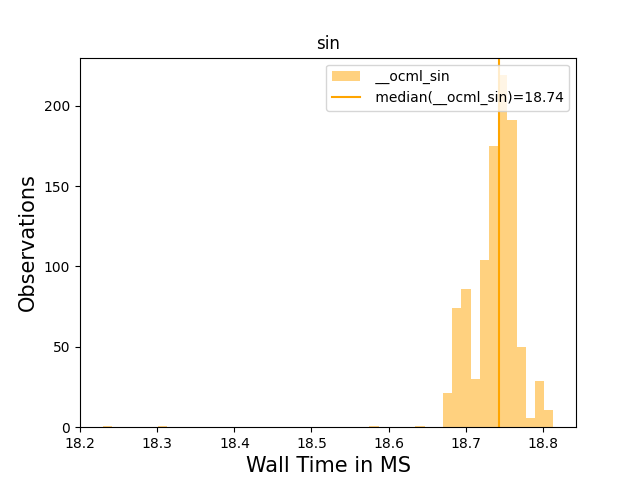 sin
__ocml_sin
median(__ocml_sin)=18.74
Observations
200
150
100
50
0
18.2 18.3 18.4 18.5 18.6 18.7 18.8
Wall Time in MS